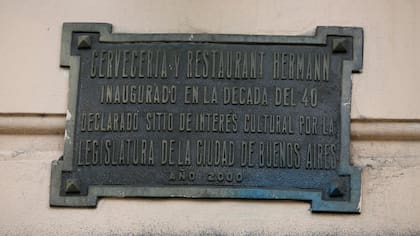 CERVECERIA Y RESTAURANT HERMANN
INAUGURADO EN LA DECADA DEL 40
DECLARADO SITIO DE INTERES CULTURAL POR LA
LEGISLATURA DE LA CIUDAD DE BUENOS AIRES
AÑO 2000